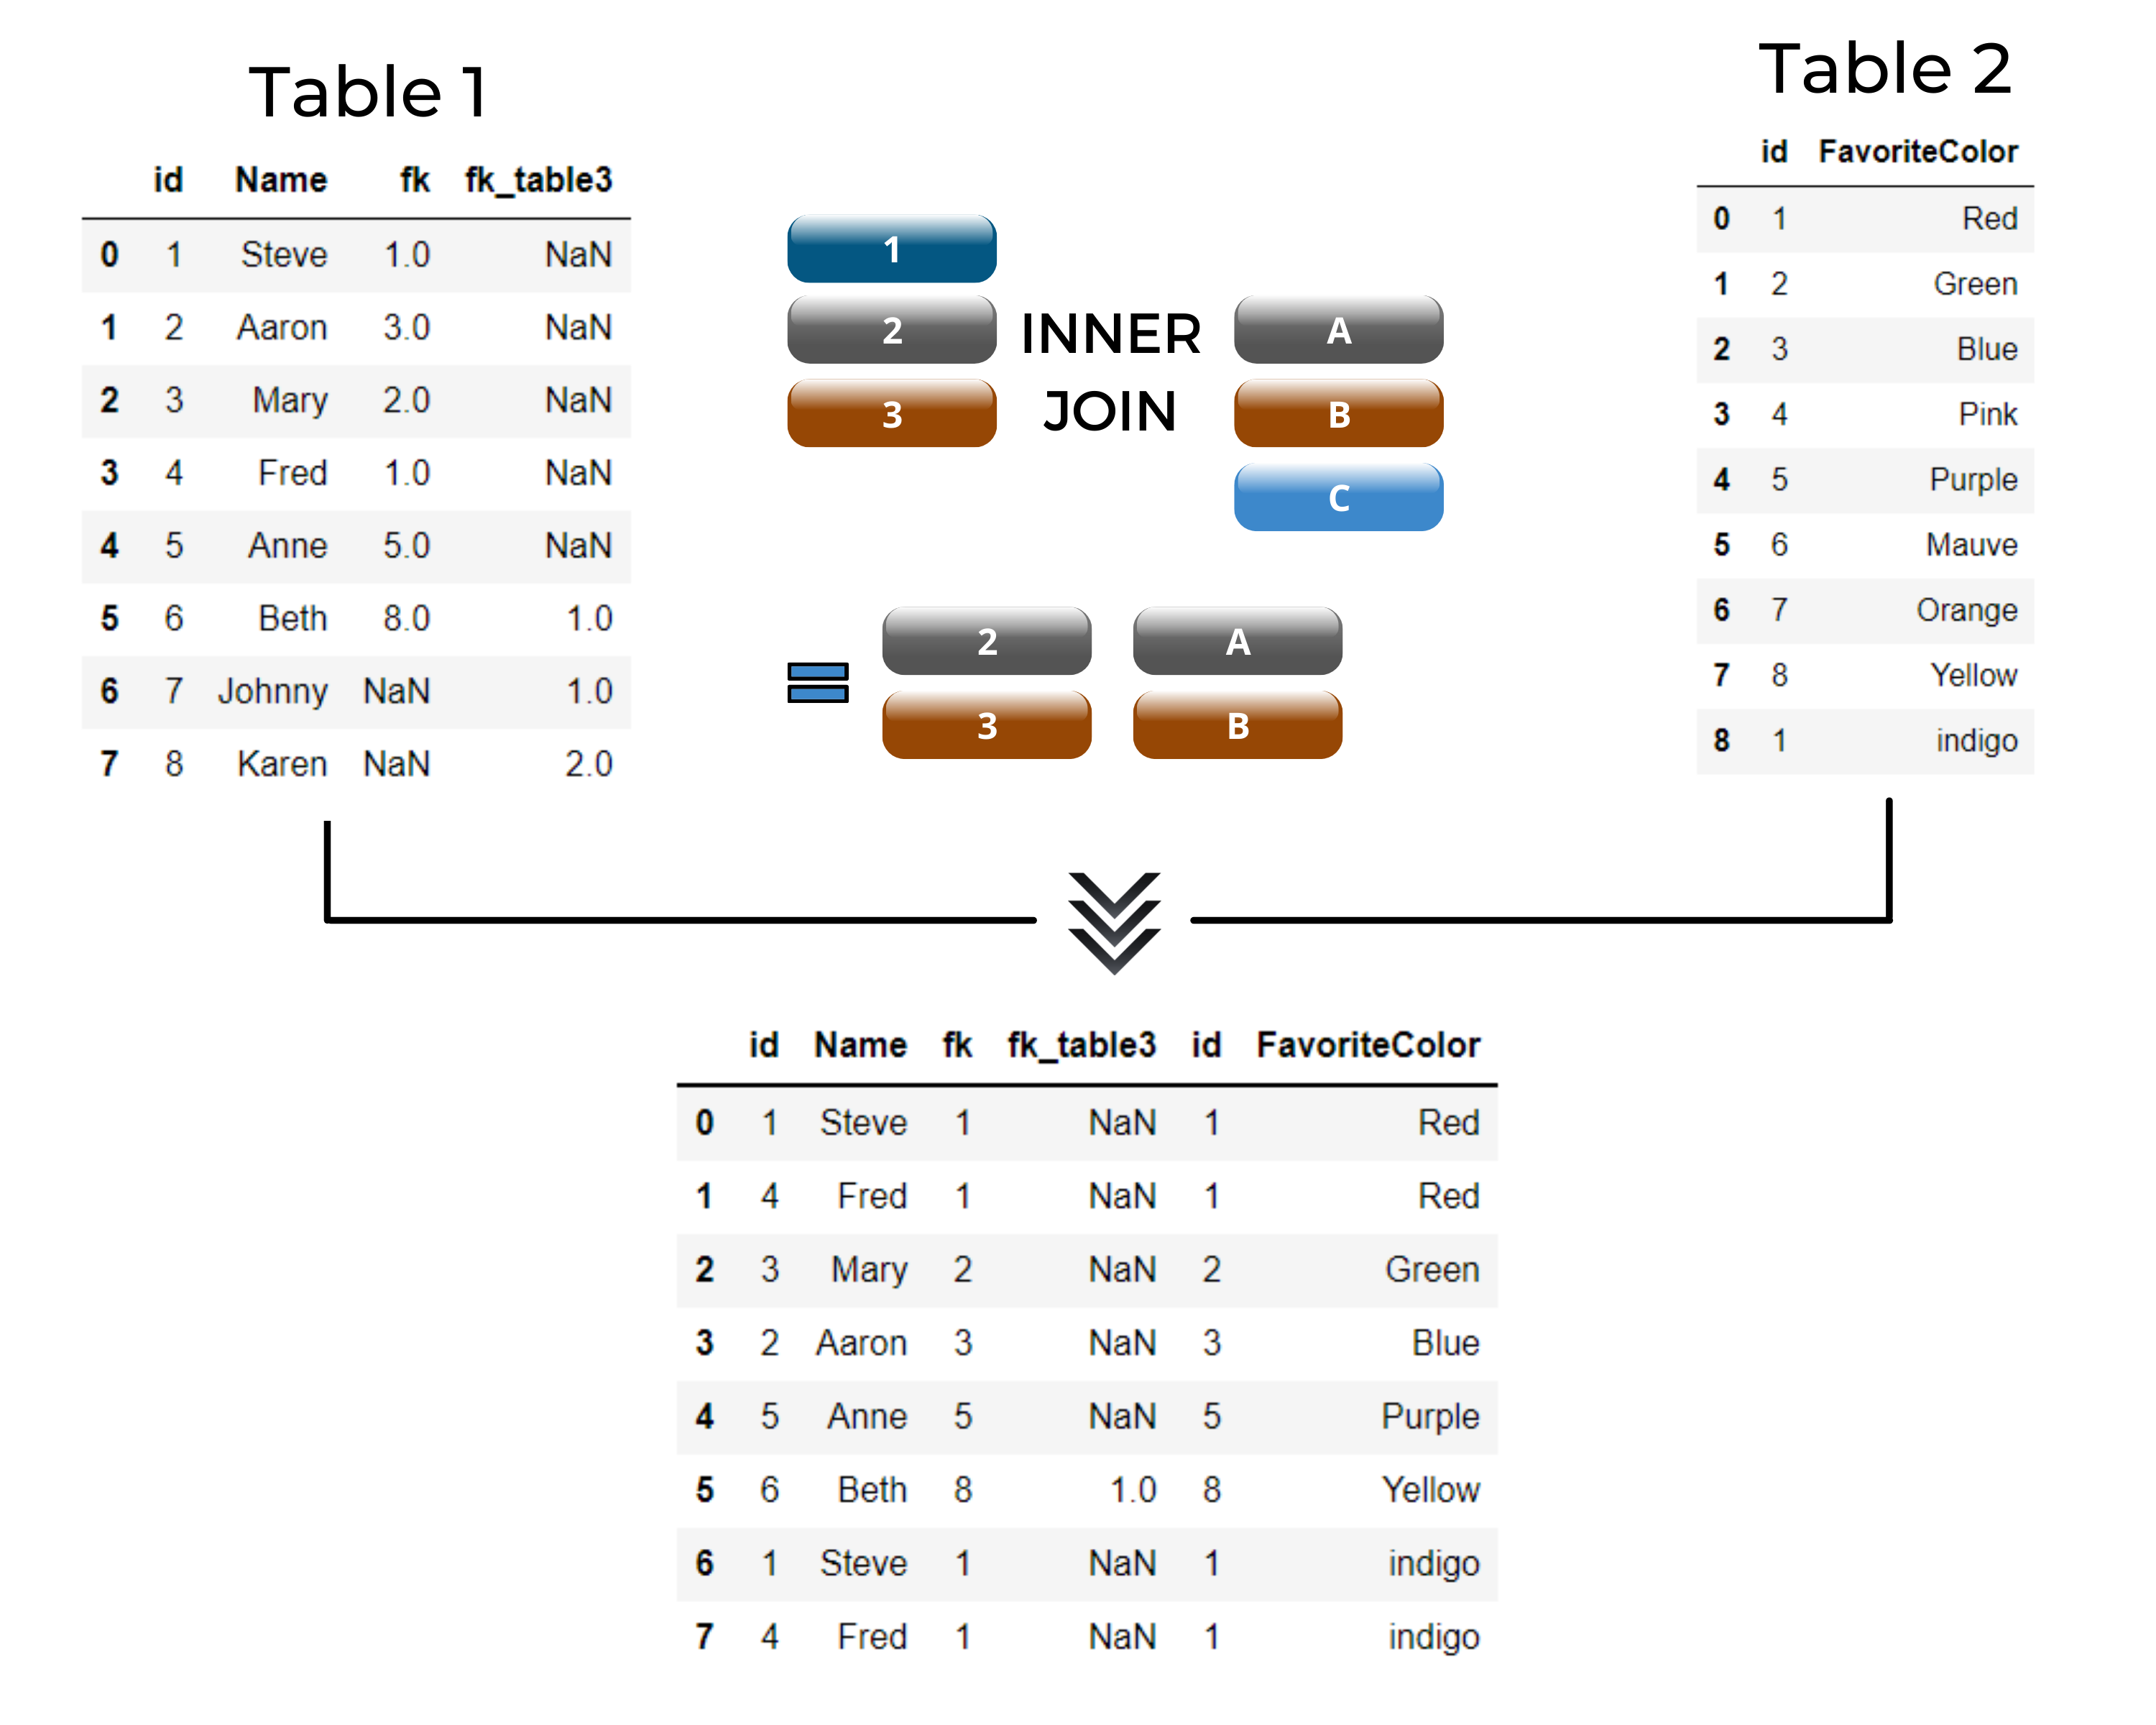 Table 1
id Name fk fk_table3
0 1 Steve 1.0 NaN
1 2 Aaron 3.0 NaN
2 3 Mary 2.0 NaN
3 4 Fred 1.0 NaN
4 5 Anne 5.0 NaN
5 6 Beth 8.0 1.0
6 7 Johnny NaN 1.0
7 8 Karen NaN 2.0
1
2
3
INNER
JOIN
A
B
C
2 A
3 B
Table 2
id FavoriteColor
0 1 Red
1 2 Green
2 3 Blue
3 4 Pink
4 5 Purple
5 6 Mauve
6 7 Orange
7 8 Yellow
8 1 indigo
id Name fk fk_table3 id FavoriteColor
0 1 Steve 1 NaN 1 Red
1 4 Fred 1 NaN 1 Red
2 3 Mary 2 NaN 2 Green
3 2 Aaron 3 NaN 3 Blue
4 5 Anne 5 NaN 5 Purple
5 6 Beth 8 1.0 8 Yellow
6 1 Steve 1 NaN 1 indigo
7 4 Fred 1 NaN 1 indigo